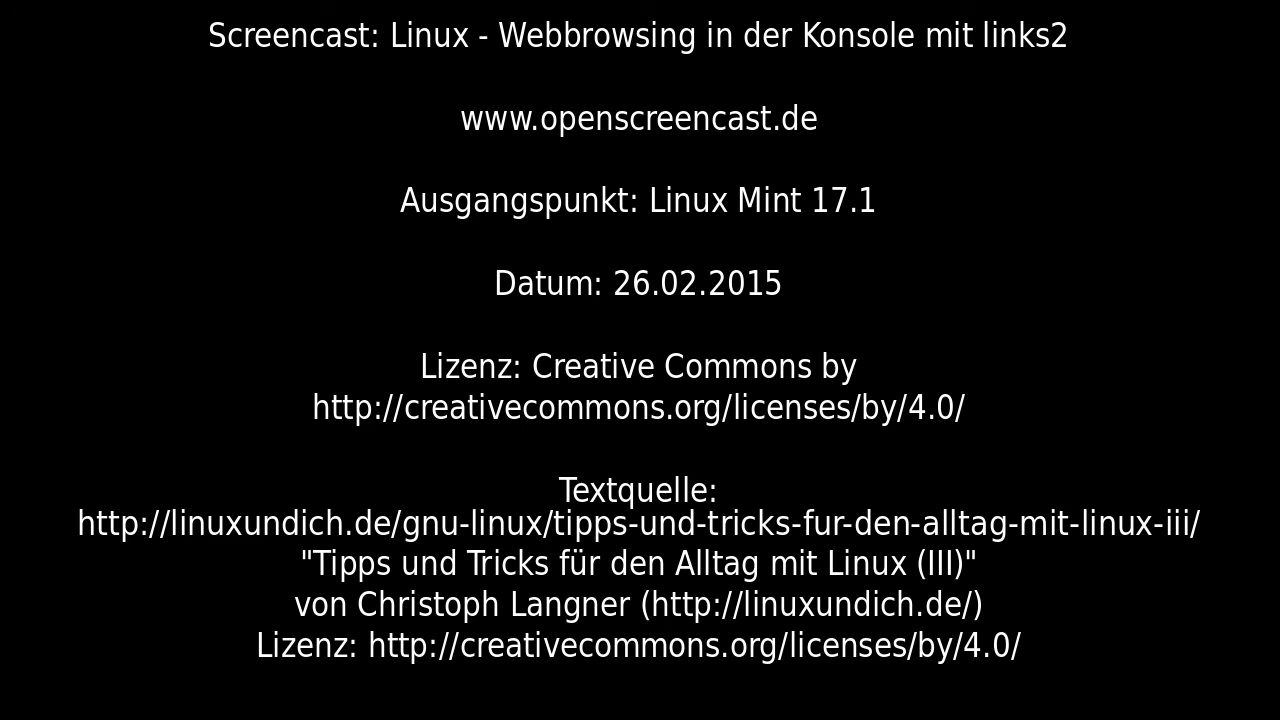 Screencast: Linux - Webbrowsing in der Konsole mit links2
www.openscreencast.de
Ausgangspunkt: Linux Mint 17.1
Datum: 26.02.2015
Lizenz: Creative Commons by
http://creativecommons.org/licenses/by/4.0/
Textquelle:
http://linuxundich.de/gnu-linux/tipps-und-tricks-fur-den-alltag-mit-linux-iii/
"Tipps und Tricks für den Alltag mit Linux (III)"
von Christoph Langner (http://linuxundich.de/)
Lizenz: http://creativecommons.org/licenses/by/4.0/